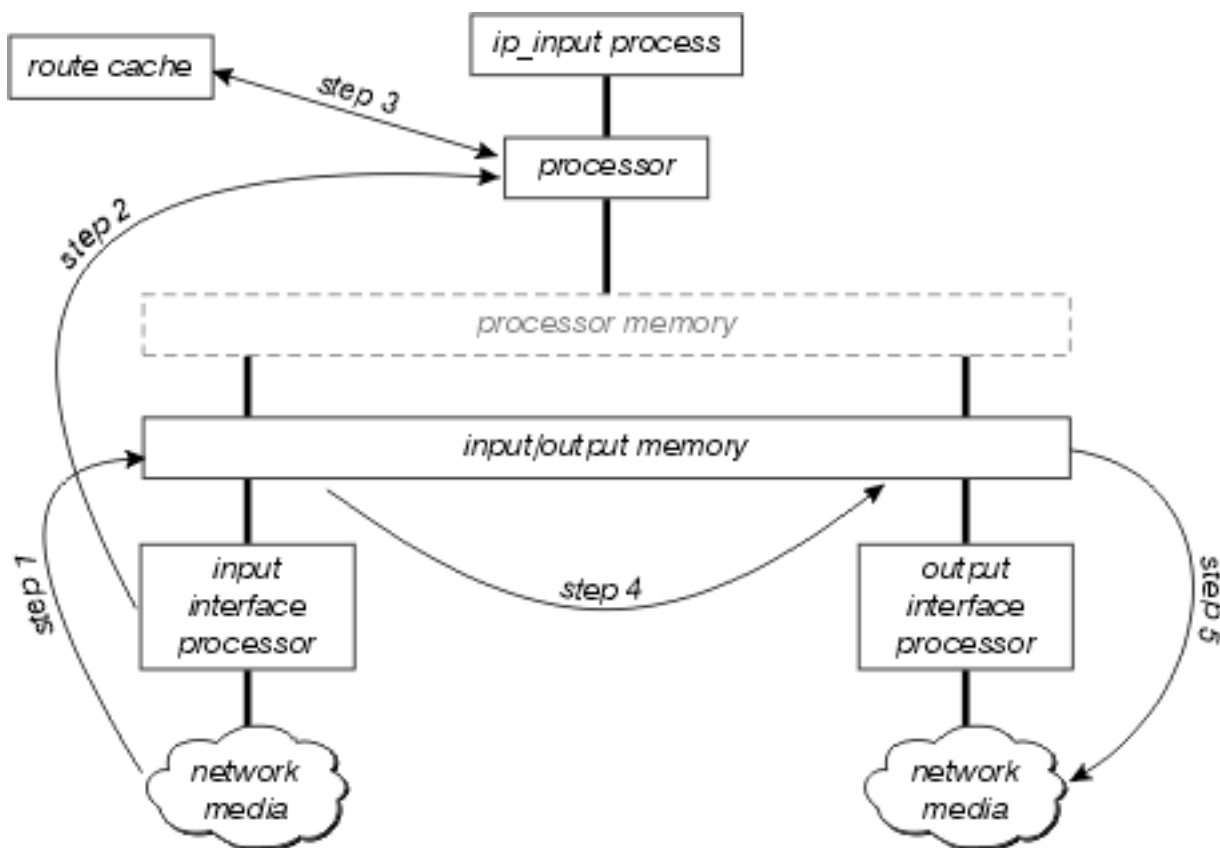 ip_input process
route cache
step 3
processor
step 2
processor memory
input/output memory
step 1
input
interface
processor
step 4
output
interface
processor
step 5
network
media
network
media